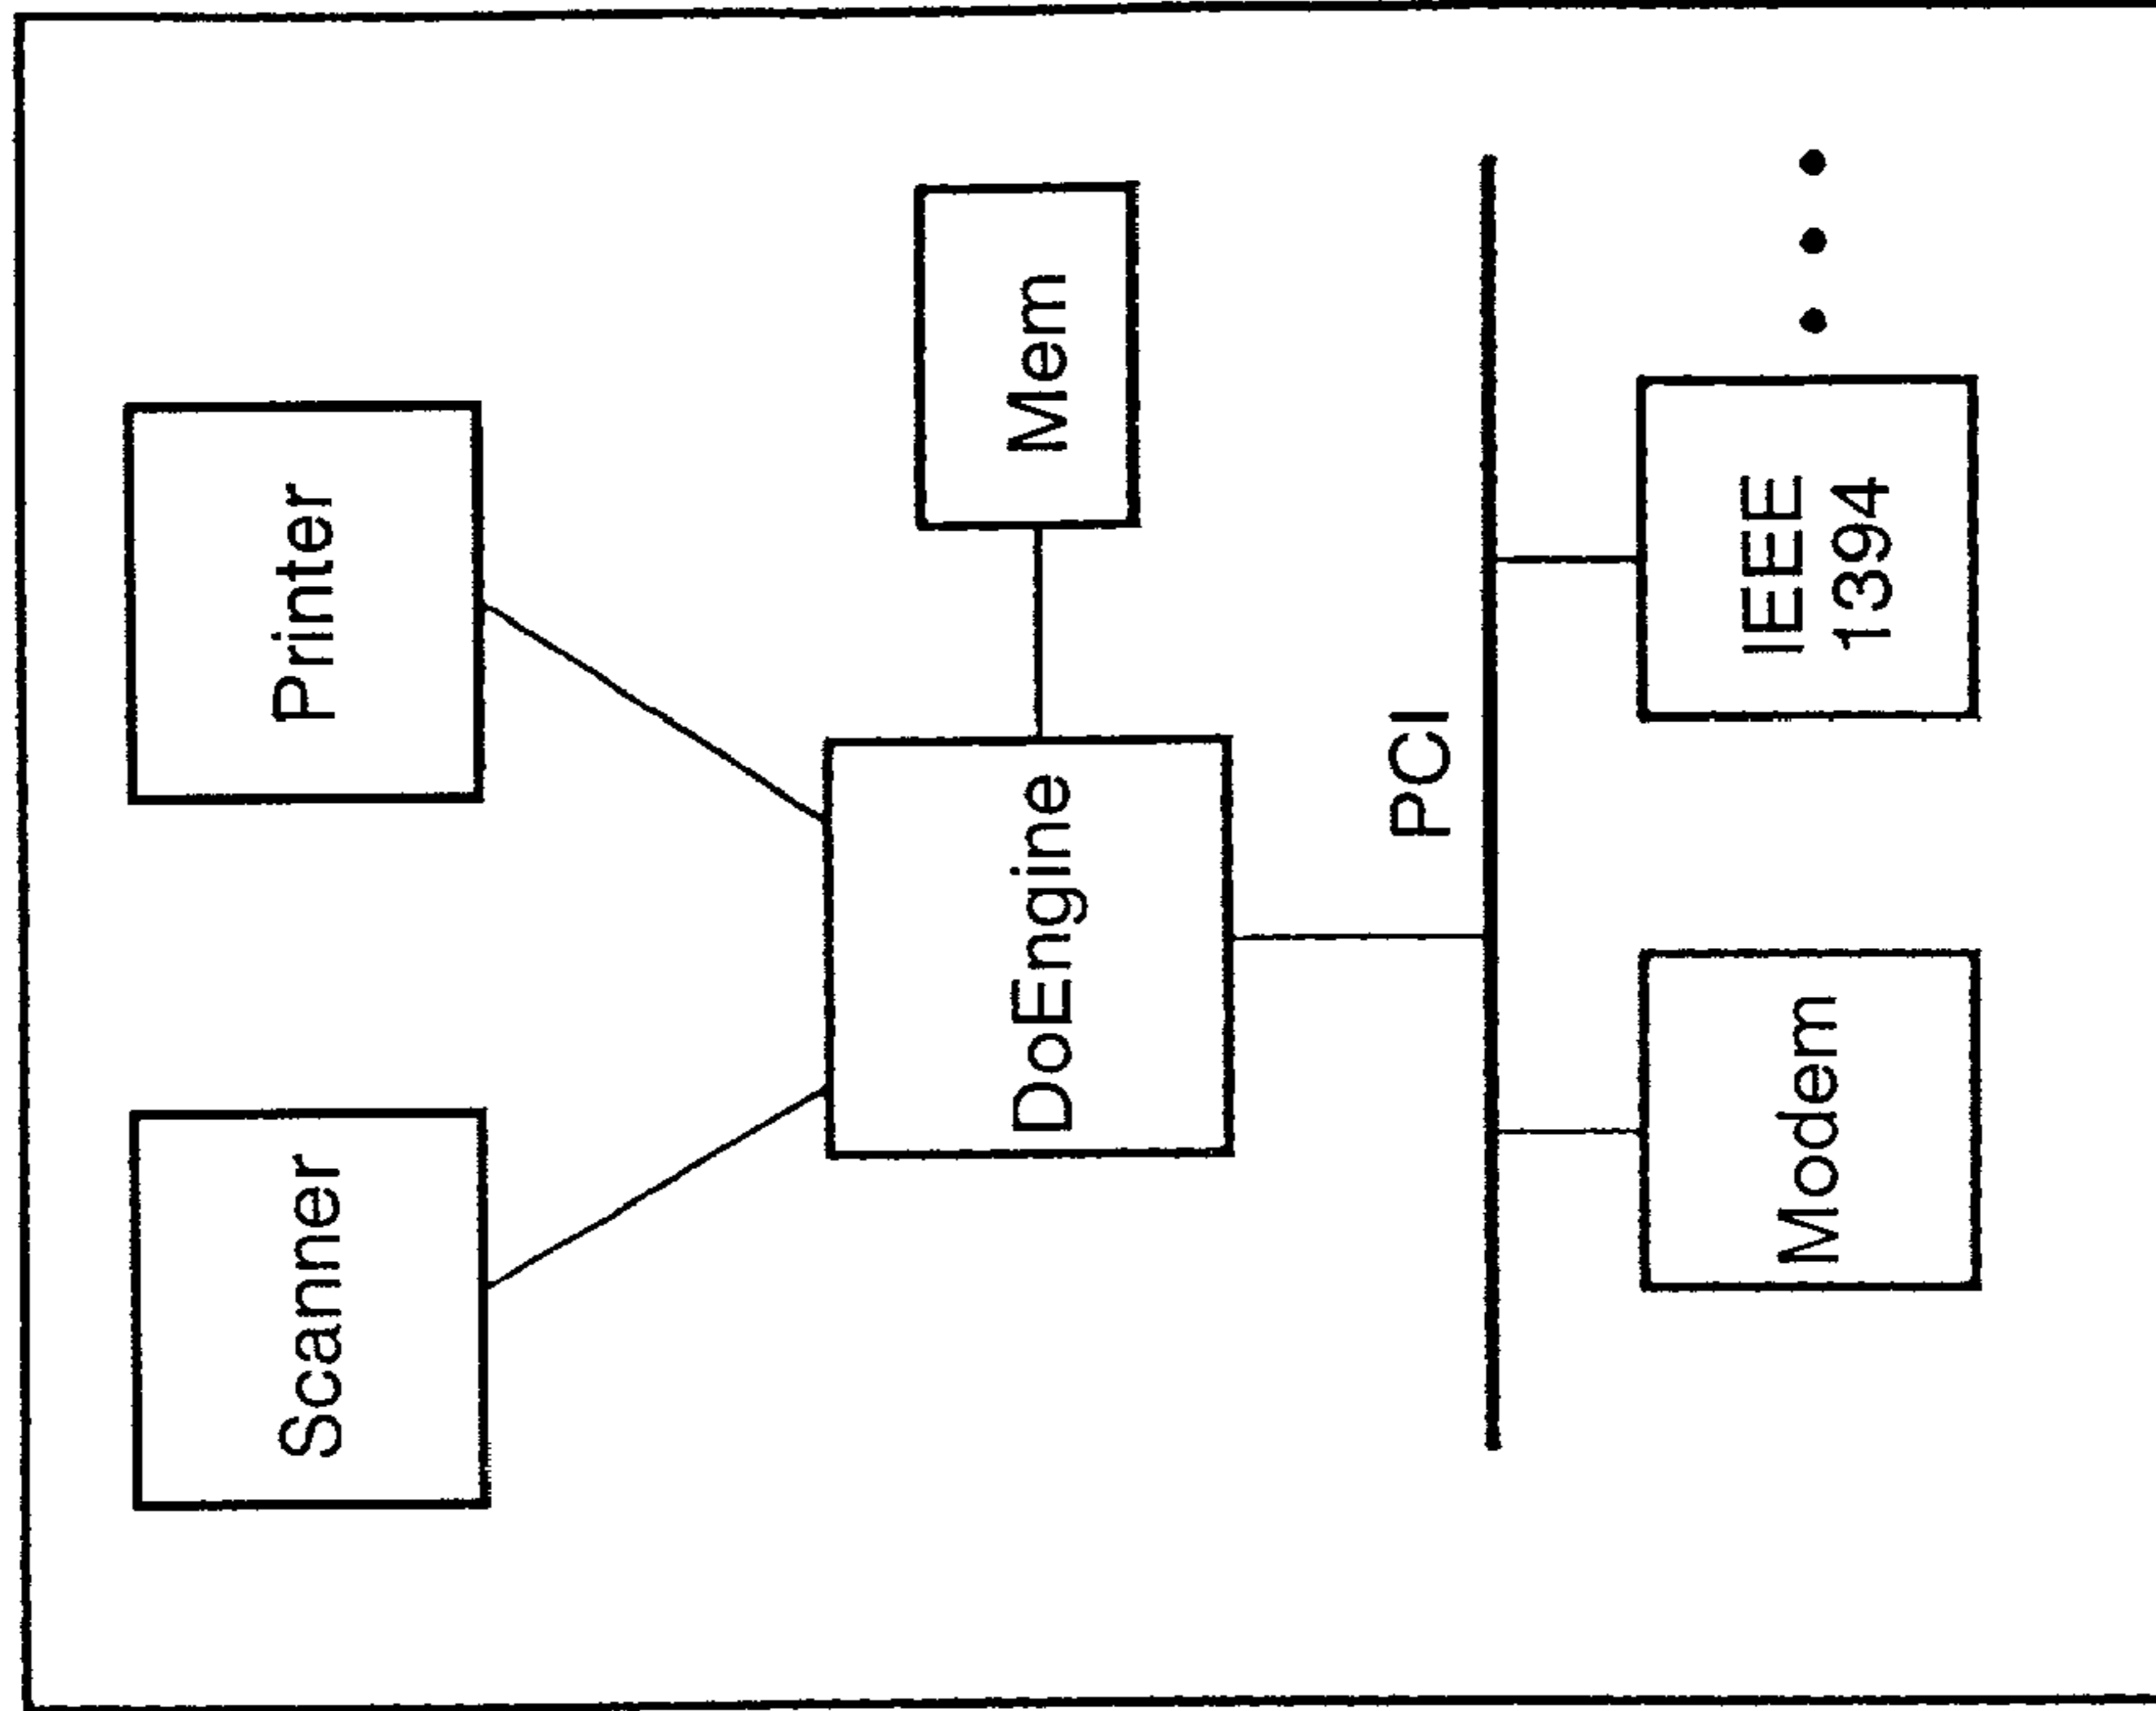 Scanner
Printer
DoEngine
Mem
PCI
Modem
IEEE
1394